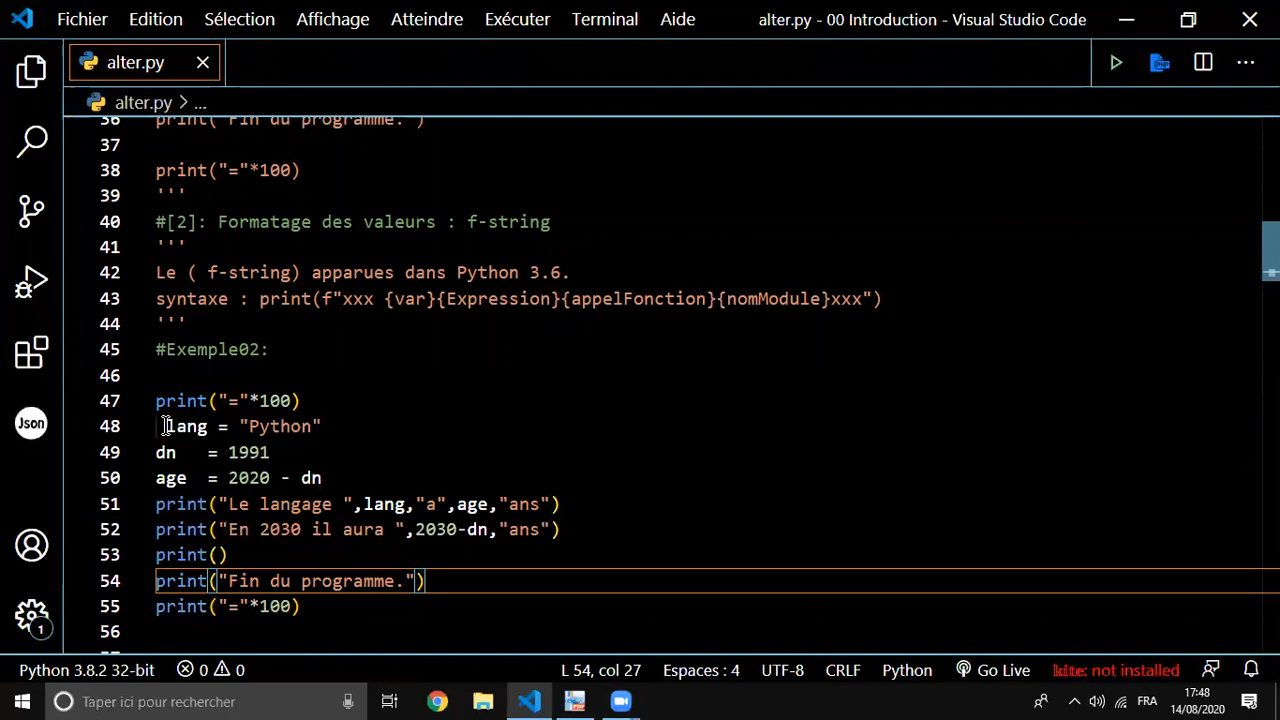 Fichier Edition Sélection Affichage Atteindre Exécuter Terminal Aide alter.py - 00 Introduction - Visual Studio Code
alter.py
alter.py > ...
36 print("Fin du programme.")
37
38 print("="*100)
39 '''
40 #[2]: Formatage des valeurs : f-string
41 '''
42 Le ( f-string) apparues dans Python 3.6.
43 syntaxe : print(f"xxx {var}{Expression}{appelFonction}{nomModule}xxx")
44 '''
45 #Exemple02:
46
47 print("="*100)
48 lang = "Python"
49 dn = 1991
50 age = 2020 - dn
51 print("Le langage ",lang,"a",age,"ans")
52 print("En 2030 il aura ",2030-dn,"ans")
53 print()
54 print("Fin du programme.")
55 print("="*100)
56
Json
1
Python 3.8.2 32-bit 0 0 L 54, col 27 Espaces : 4 UTF-8 CRLF Python Go Live kite: not installed
Taper ici pour rechercher FRA 17:48
14/08/2020